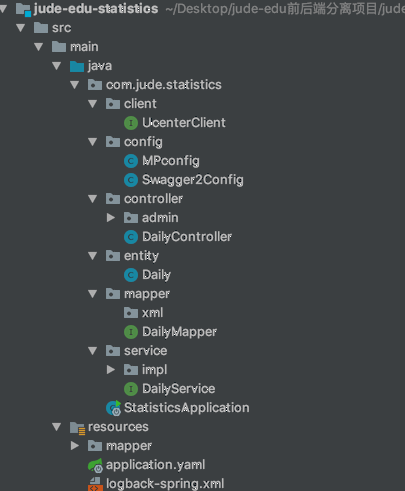 jude-edu-statistics ~/Desktop/jude-edu前后端分离项目/jude
src
main
java
com.jude.statistics
client
UcenterClient
config
MPconfig
Swagger2Config
controller
admin
DailyController
entity
Daily
mapper
xml
DailyMapper
service
impl
DailyService
StatisticsApplication
resources
mapper
application.yaml
logback-spring.xml